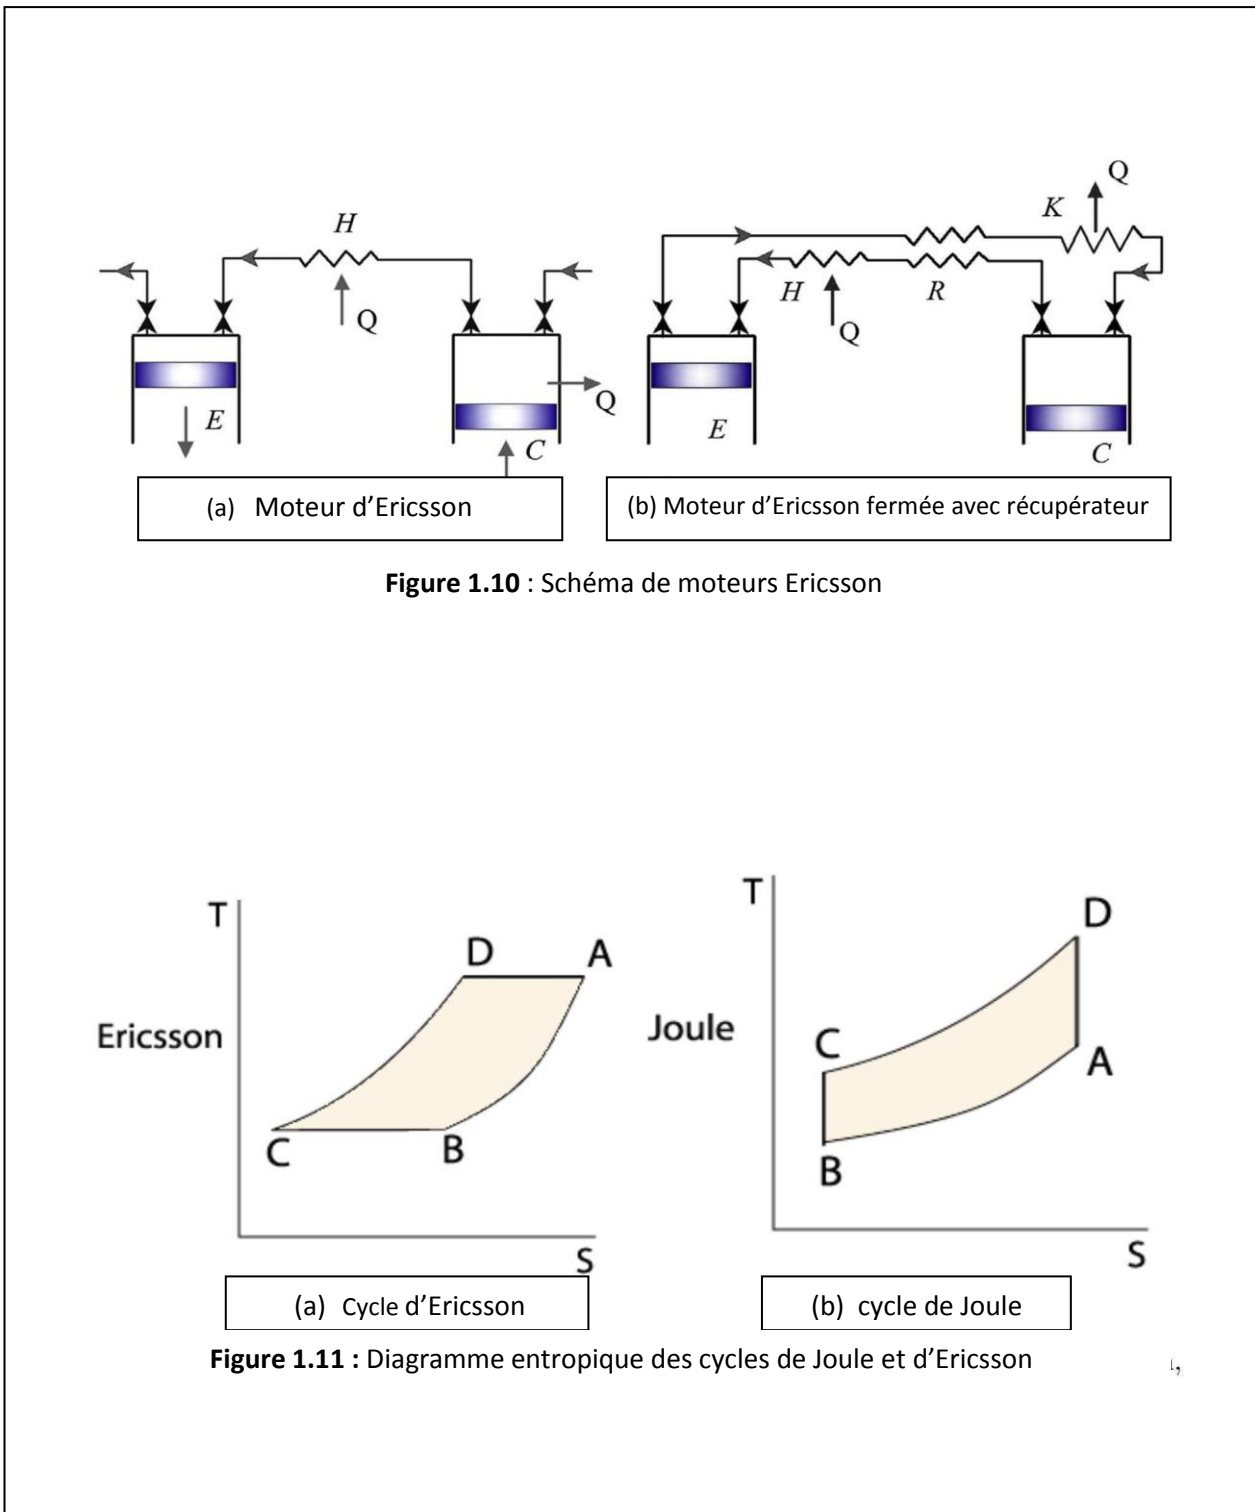 H
Q
E
Q
C
Q
K
H
R
Q
E
C
(a) Moteur d’Ericsson
(b) Moteur d’Ericsson fermée avec récupérateur
Figure 1.10 : Schéma de moteurs Ericsson
T
D
A
Ericsson
C
B
S
T
D
Joule
C
A
B
S
(a) Cycle d’Ericsson
(b) cycle de Joule
Figure 1.11 : Diagramme entropique des cycles de Joule et d’Ericsson